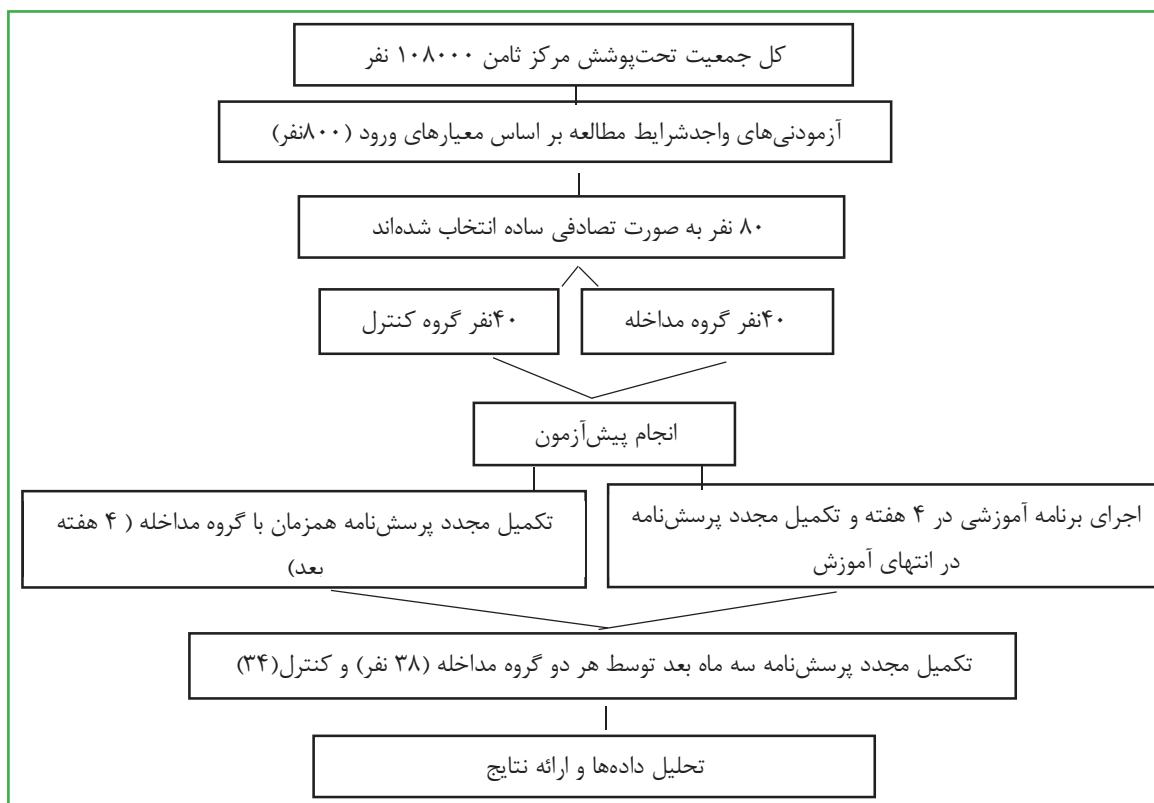 کل جمعیت تحت‌پوشش مرکز ثامن ۱۰۸۰۰۰ نفر
آزمودنی‌های واجدشرایط مطالعه بر اساس معیارهای ورود (۸۰۰نفر)
۸۰ نفر به صورت تصادفی ساده انتخاب شده‌اند
۴۰نفر گروه مداخله
۴۰نفر گروه کنترل
انجام پیش‌آزمون
اجرای برنامه آموزشی در ۴ هفته و تکمیل مجدد پرسش‌نامه
در انتهای آموزش
تکمیل مجدد پرسش‌نامه همزمان با گروه مداخله ( ۴ هفته
بعد)
تکمیل مجدد پرسش‌نامه سه ماه بعد توسط هر دو گروه مداخله (۳۸ نفر) و کنترل(۳۴)
تحلیل داده‌ها و ارائه نتایج